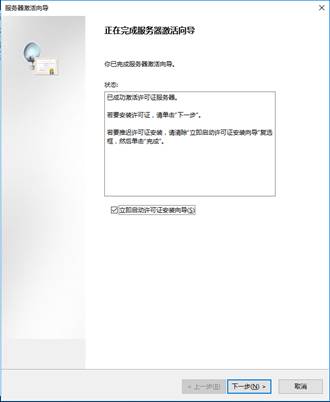 服务器激活向导
正在完成服务器激活向导
你已完成服务器激活向导。
状态:
已成功激活许可证服务器。
若要安装许可证，请单击"下一步"。
若要推迟许可证安装，请清除"立即启动许可证安装向导"复选
框，然后单击"完成"。
立即启动许可证安装向导(S)
< 上一步(B)
下一步(N) >
取消